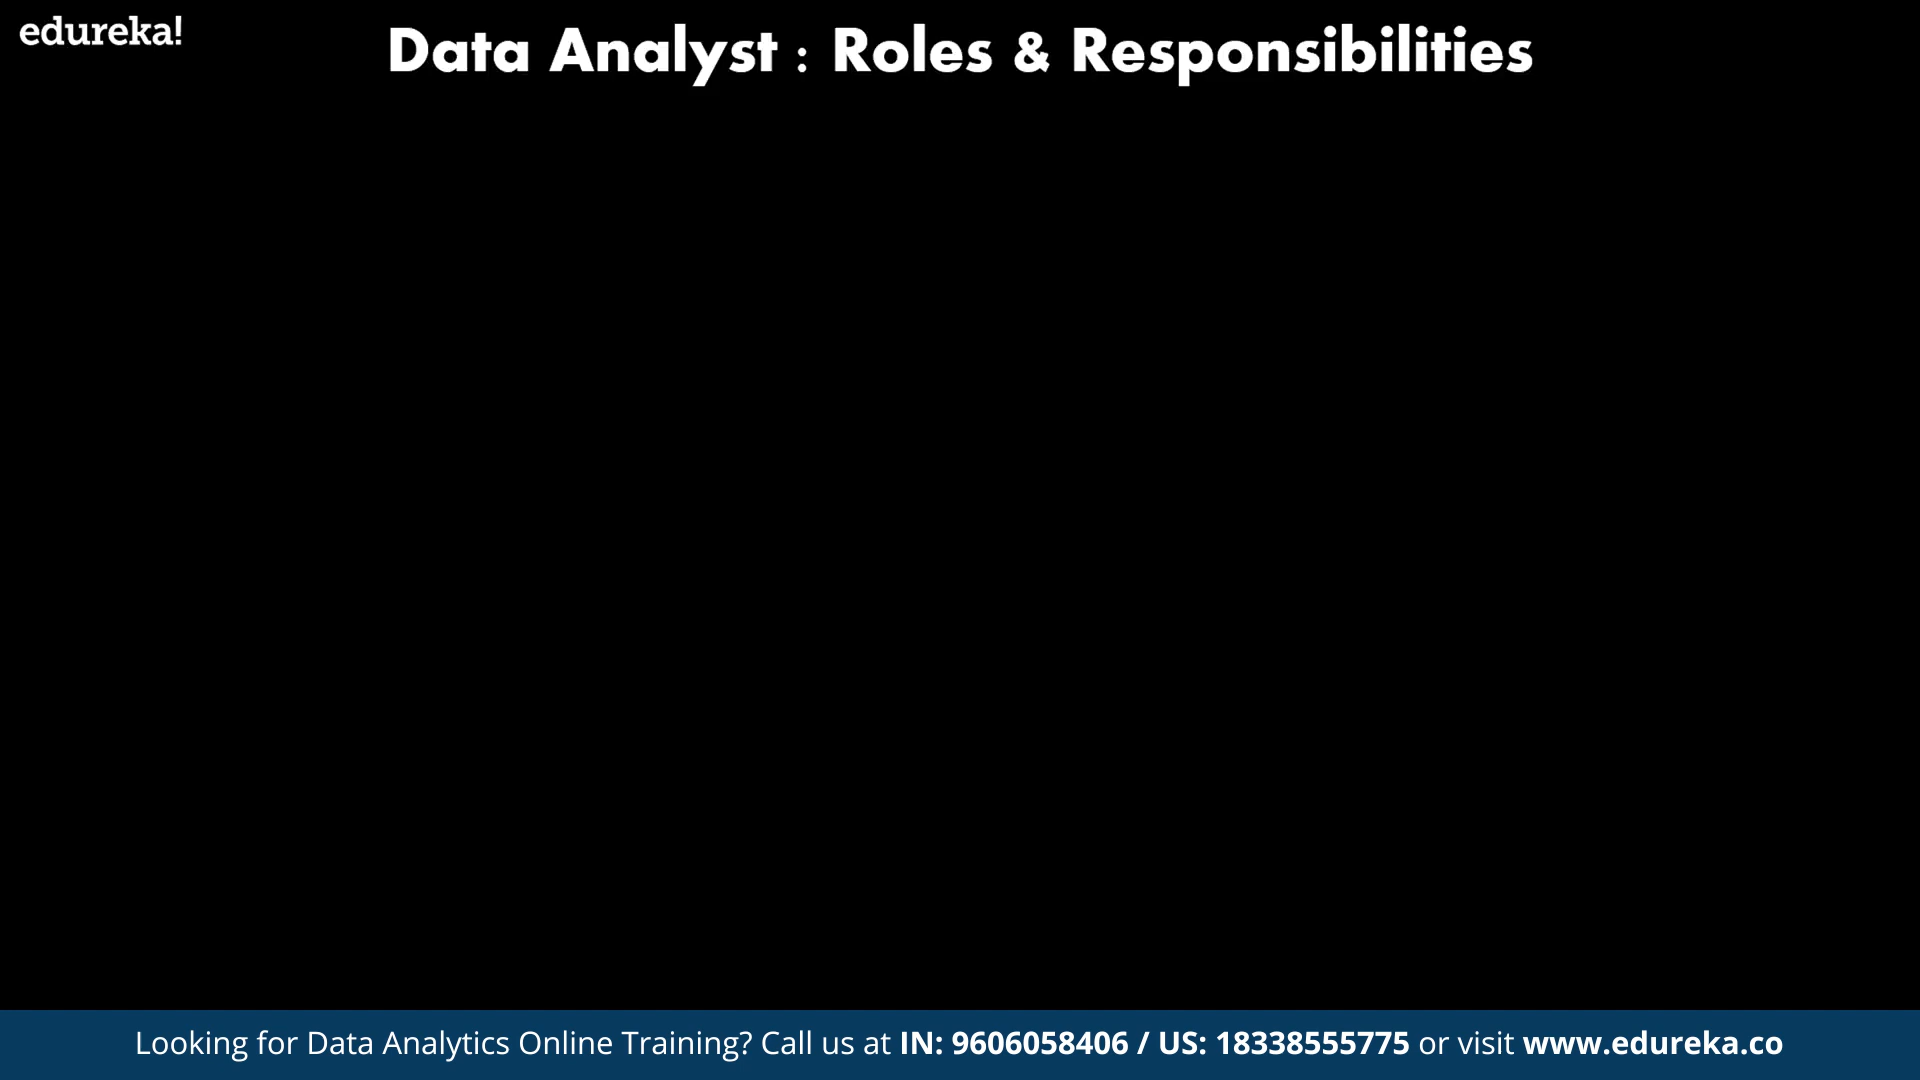 edureka!
Data Analyst : Roles & Responsibilities
Looking for Data Analytics Online Training? Call us at IN: 9606058406 / US: 18338555775 or visit www.edureka.co